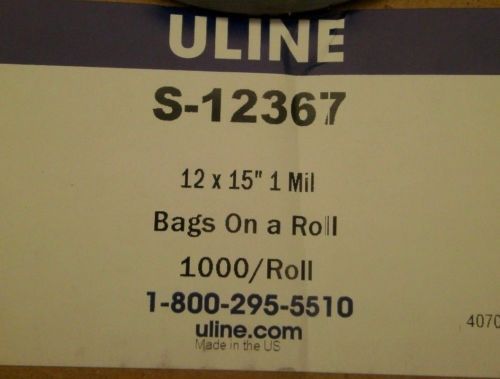 ULINE
S-12367
12 x 15" 1 Mil
Bags On a Roll
1000/Roll
1-800-295-5510
uline.com
Made in the US
4070